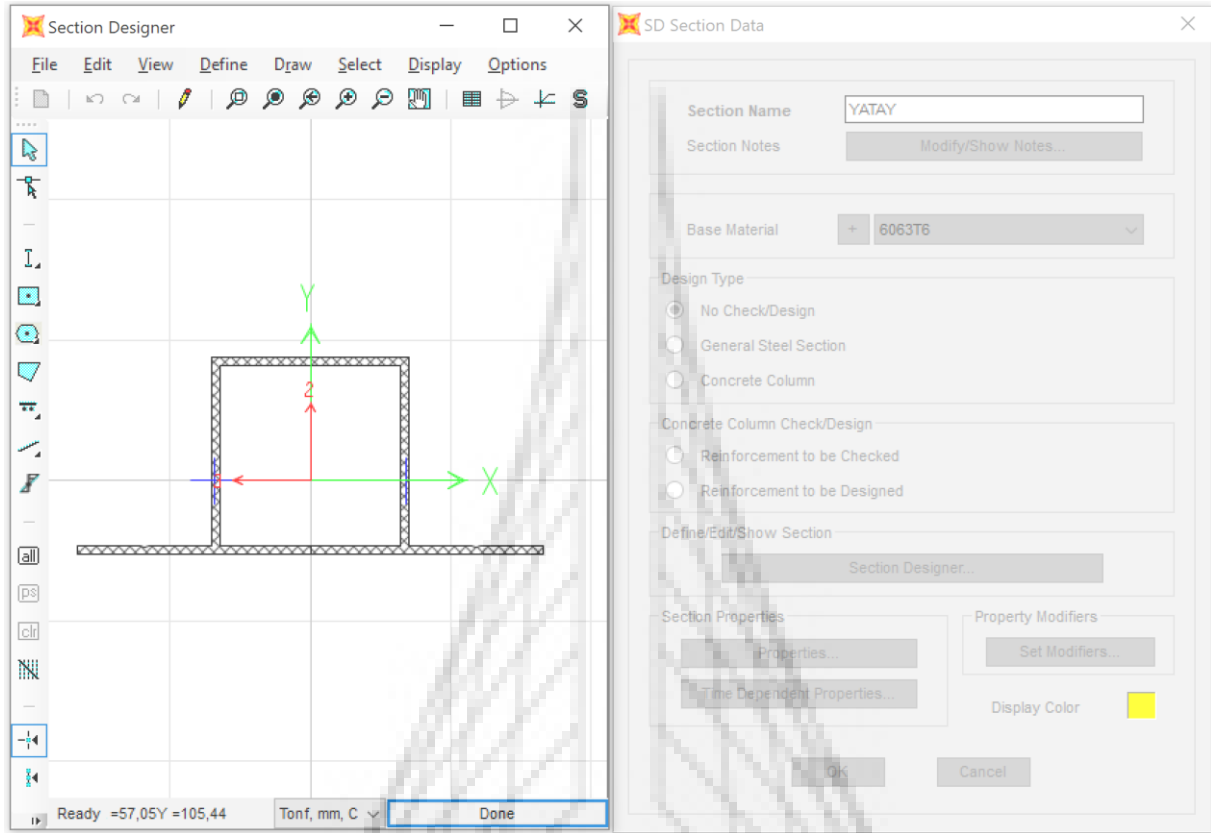 Section Designer
File Edit View Define Draw Select Display Options
Y
2
3
X
all
ps
clr
Ready =57,05Y =105,44 Tonf, mm, C Done
SD Section Data
Section Name YATAY
Section Notes Modify/Show Notes...
Base Material + 6063T6
Design Type
No Check/Design
General Steel Section
Concrete Column
Concrete Column Check/Design
Reinforcement to be Checked
Reinforcement to be Designed
Define/Edit/Show Section
Section Designer...
Section Properties
Properties...
Time Dependent Properties...
Property Modifiers
Set Modifiers...
Display Color
OK Cancel